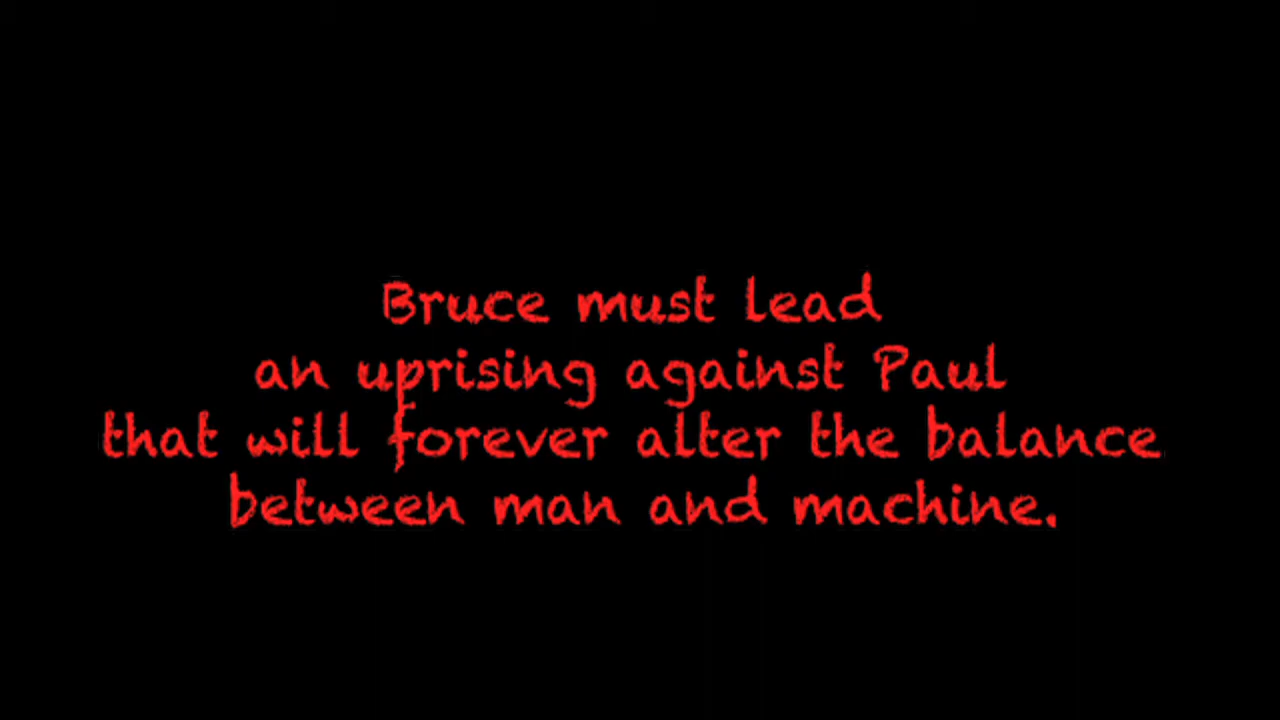 Bruce must lead
an uprising against Paul
that will forever alter the balance
between man and machine.